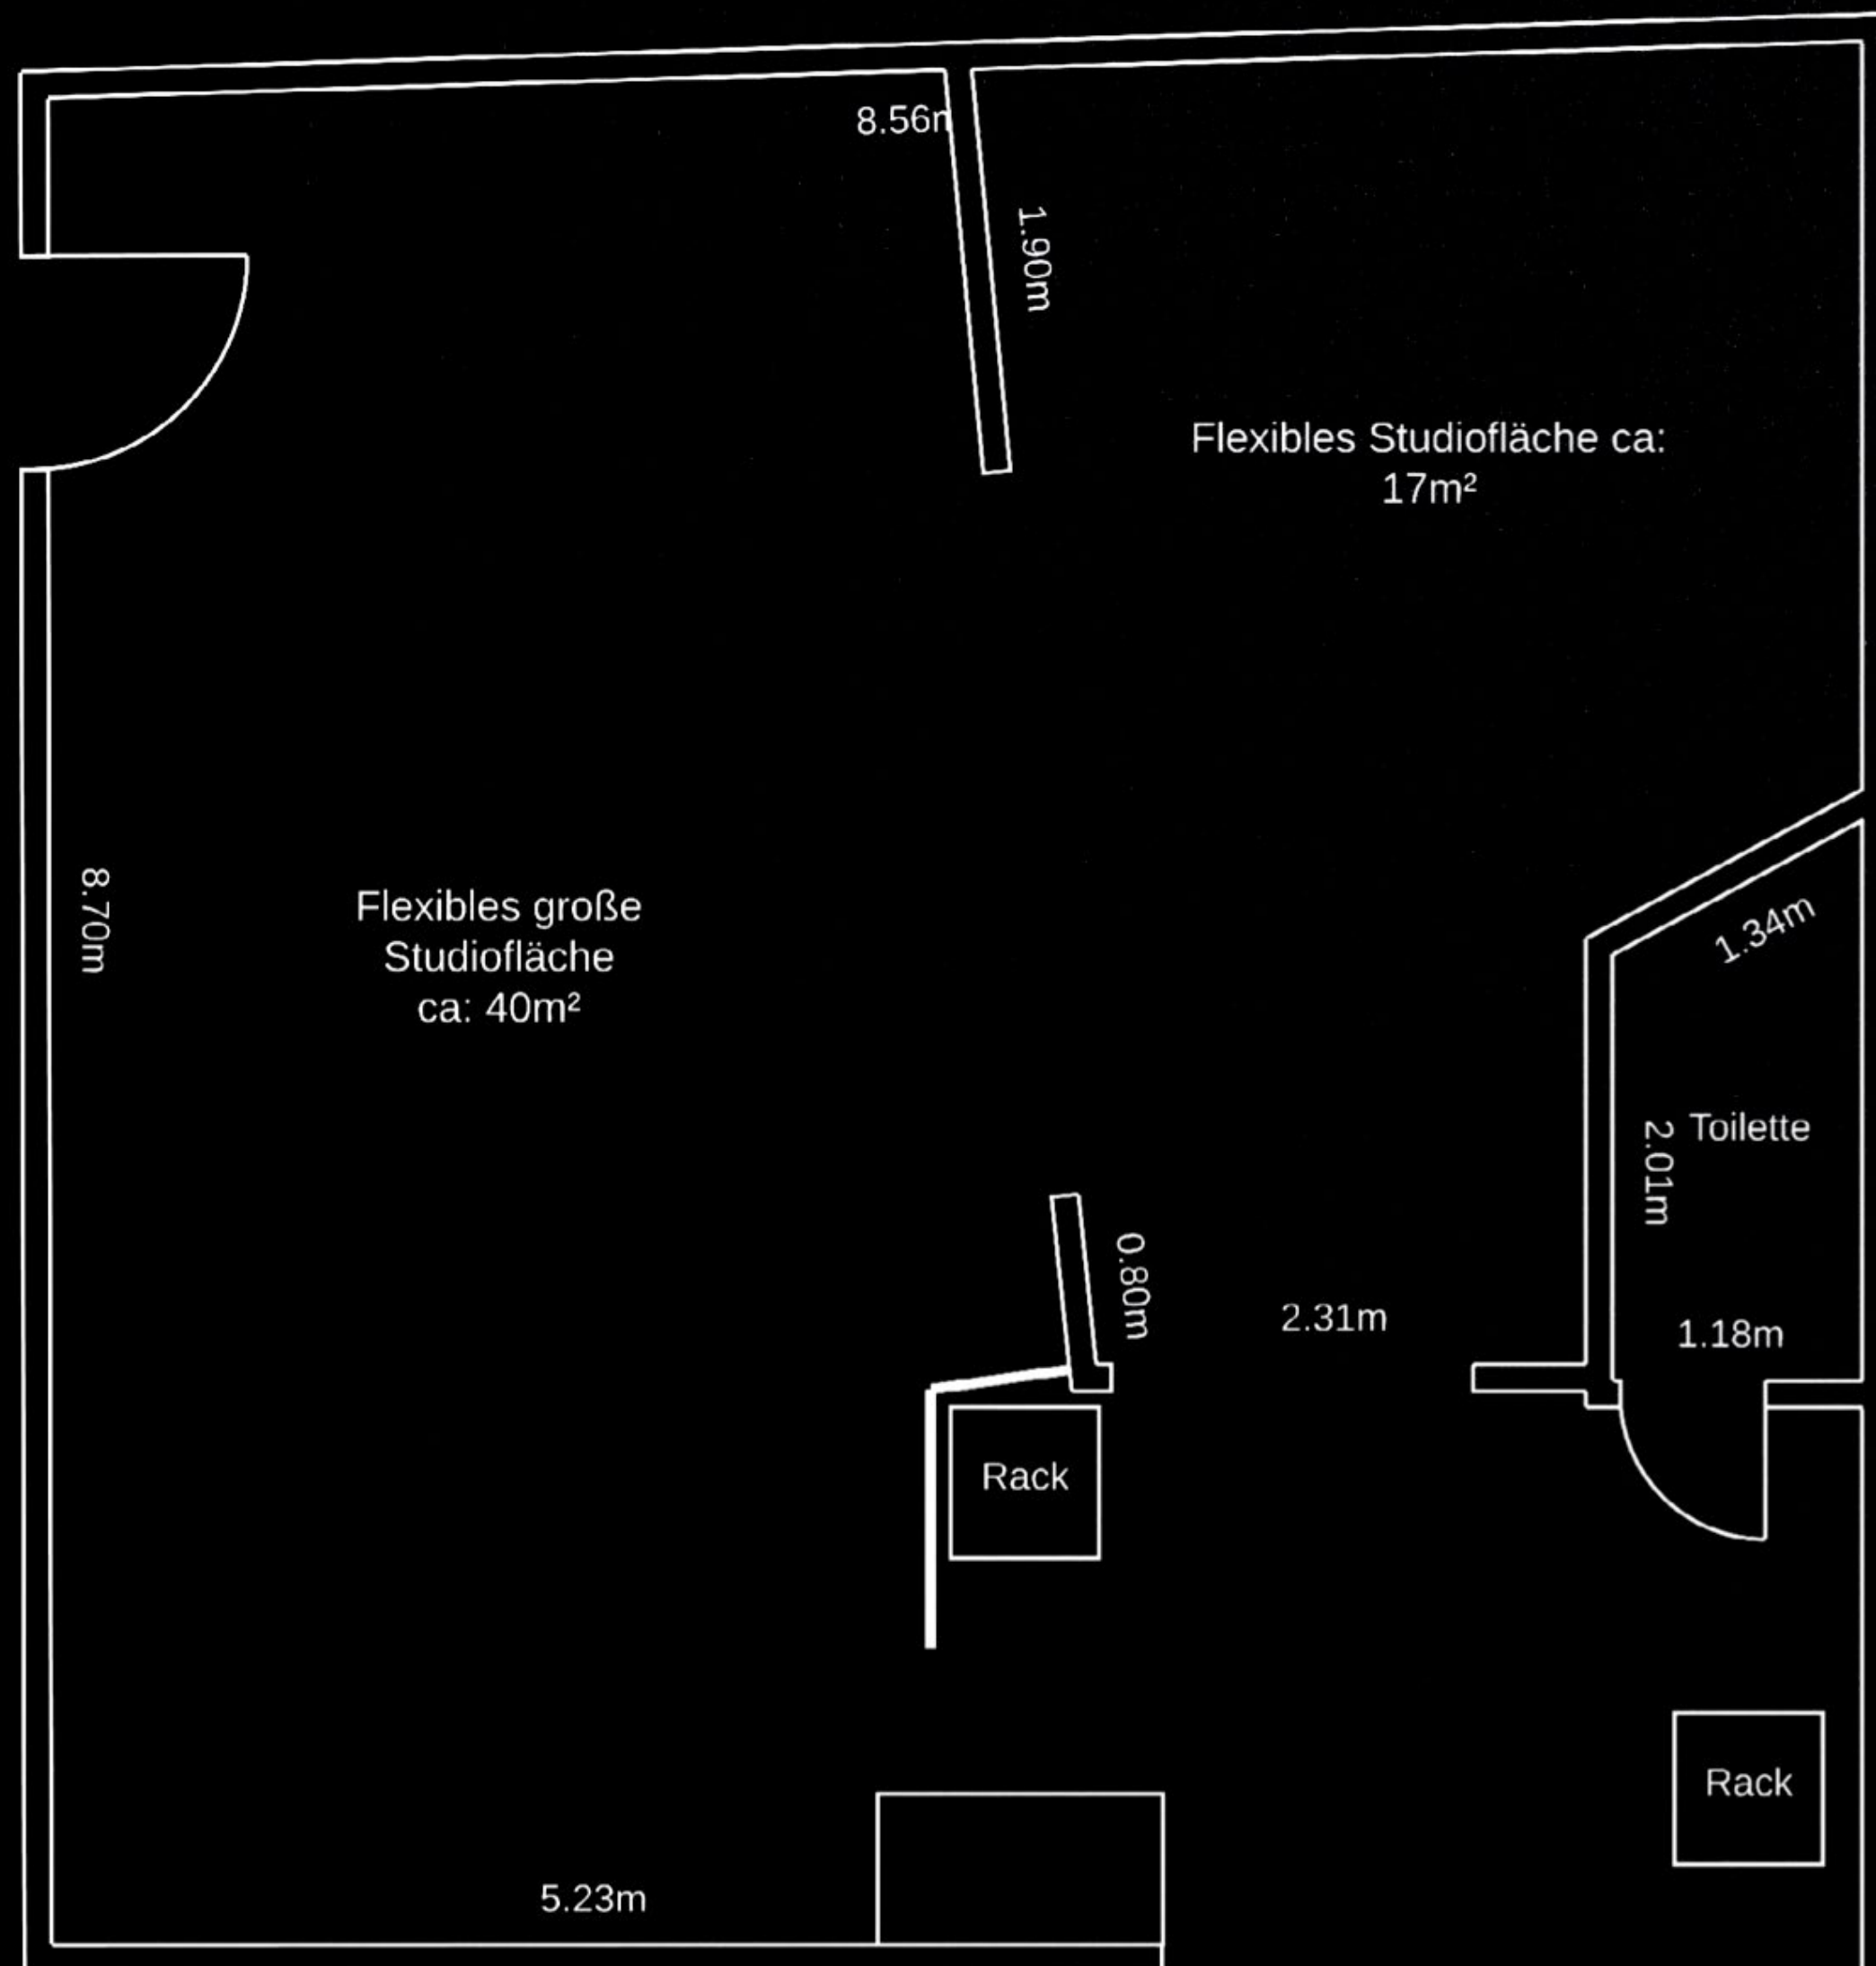 8.56m
1.90m
Flexibles Studiofläche ca:
17m²
8.70m
Flexibles große
Studiofläche
ca: 40m²
1.34m
Toilette
2.01m
0.80m
2.31m
1.18m
Rack
Rack
5.23m